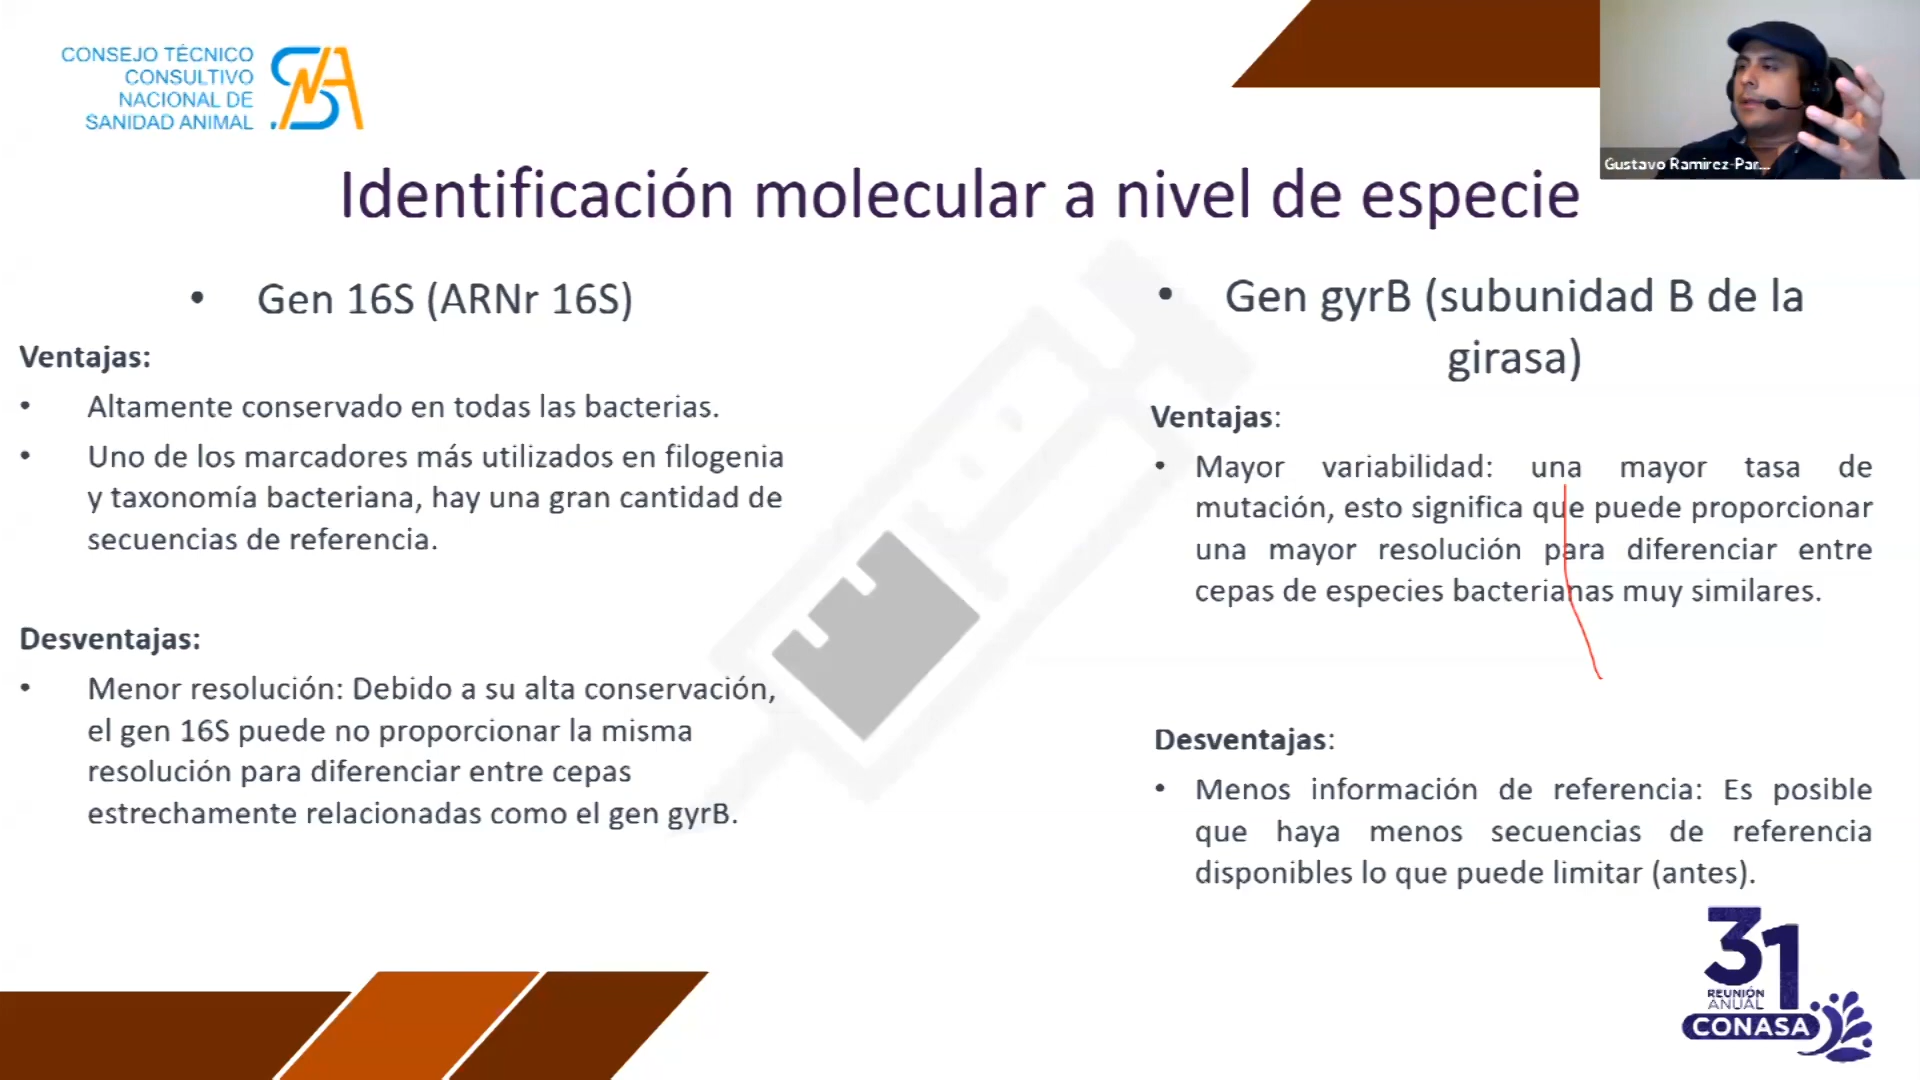 CONSEJO TÉCNICO
CONSULTIVO
NACIONAL DE
SANIDAD ANIMAL
Gustavo Ramirez-Par...
Identificación molecular a nivel de especie
• Gen 16S (ARNr 16S)
Ventajas:
• Altamente conservado en todas las bacterias.
• Uno de los marcadores más utilizados en filogenia
y taxonomía bacteriana, hay una gran cantidad de
secuencias de referencia.
Desventajas:
• Menor resolución: Debido a su alta conservación,
el gen 16S puede no proporcionar la misma
resolución para diferenciar entre cepas
estrechamente relacionadas como el gen gyrB.
• Gen gyrB (subunidad B de la
girasa)
Ventajas:
• Mayor variabilidad: una mayor tasa de
mutación, esto significa que puede proporcionar
una mayor resolución para diferenciar entre
cepas de especies bacterianas muy similares.
Desventajas:
• Menos información de referencia: Es posible
que haya menos secuencias de referencia
disponibles lo que puede limitar (antes).
31
REUNIÓN
ANUAL
CONASA